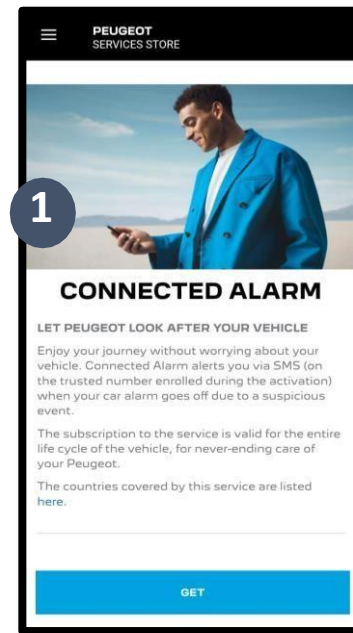 PEUGEOT
SERVICES STORE
1
CONNECTED ALARM
LET PEUGEOT LOOK AFTER YOUR VEHICLE
Enjoy your journey without worrying about your
vehicle. Connected Alarm alerts you via SMS (on
the trusted number enrolled during the activation)
when your car alarm goes off due to a suspicious
event.
The subscription to the service is valid for the entire
life cycle of the vehicle, for never-ending care of
your Peugeot.
The countries covered by this service are listed
here.
GET